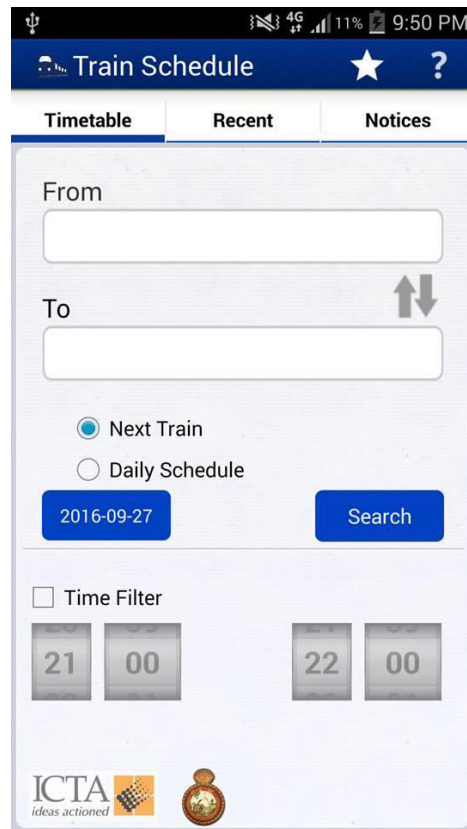 4G 11% 9:50 PM
Train Schedule ?
Timetable Recent Notices
From
To
Next Train
Daily Schedule
2016-09-27 Search
Time Filter
21 00 22 00
ICTA
ideas actioned